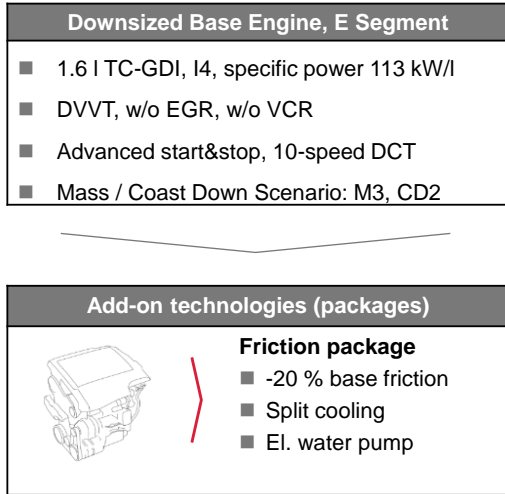 Downsized Base Engine, E Segment
1.6 l TC-GDI, I4, specific power 113 kW/l
DVVT, w/o EGR, w/o VCR
Advanced start&stop, 10-speed DCT
Mass / Coast Down Scenario: M3, CD2
Add-on technologies (packages)
Friction package
-20 % base friction
Split cooling
El. water pump